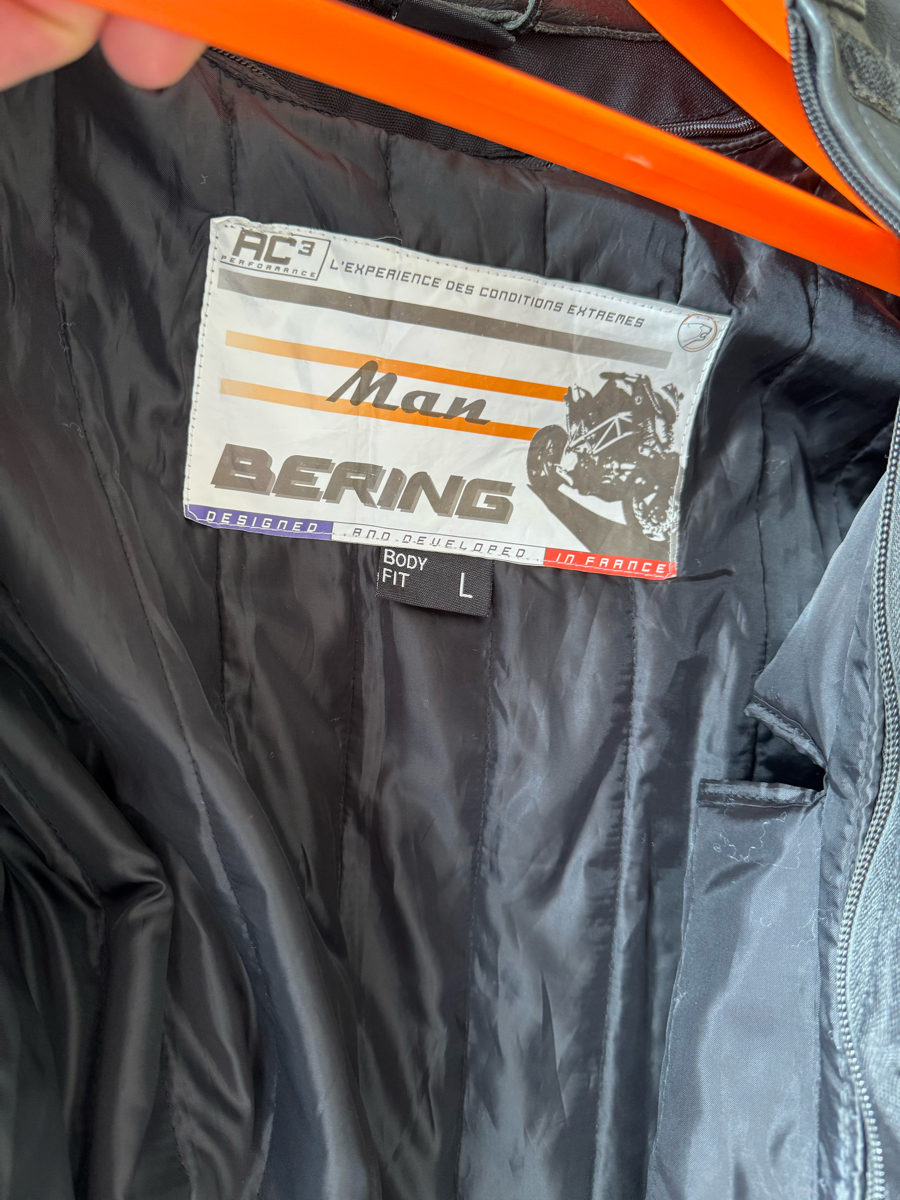 AC³
PERFORMANCE
L'EXPERIENCE DES CONDITIONS EXTREMES
Man
BERING
DESIGNED AND DEVELOPED IN FRANCE
BODY
FIT L